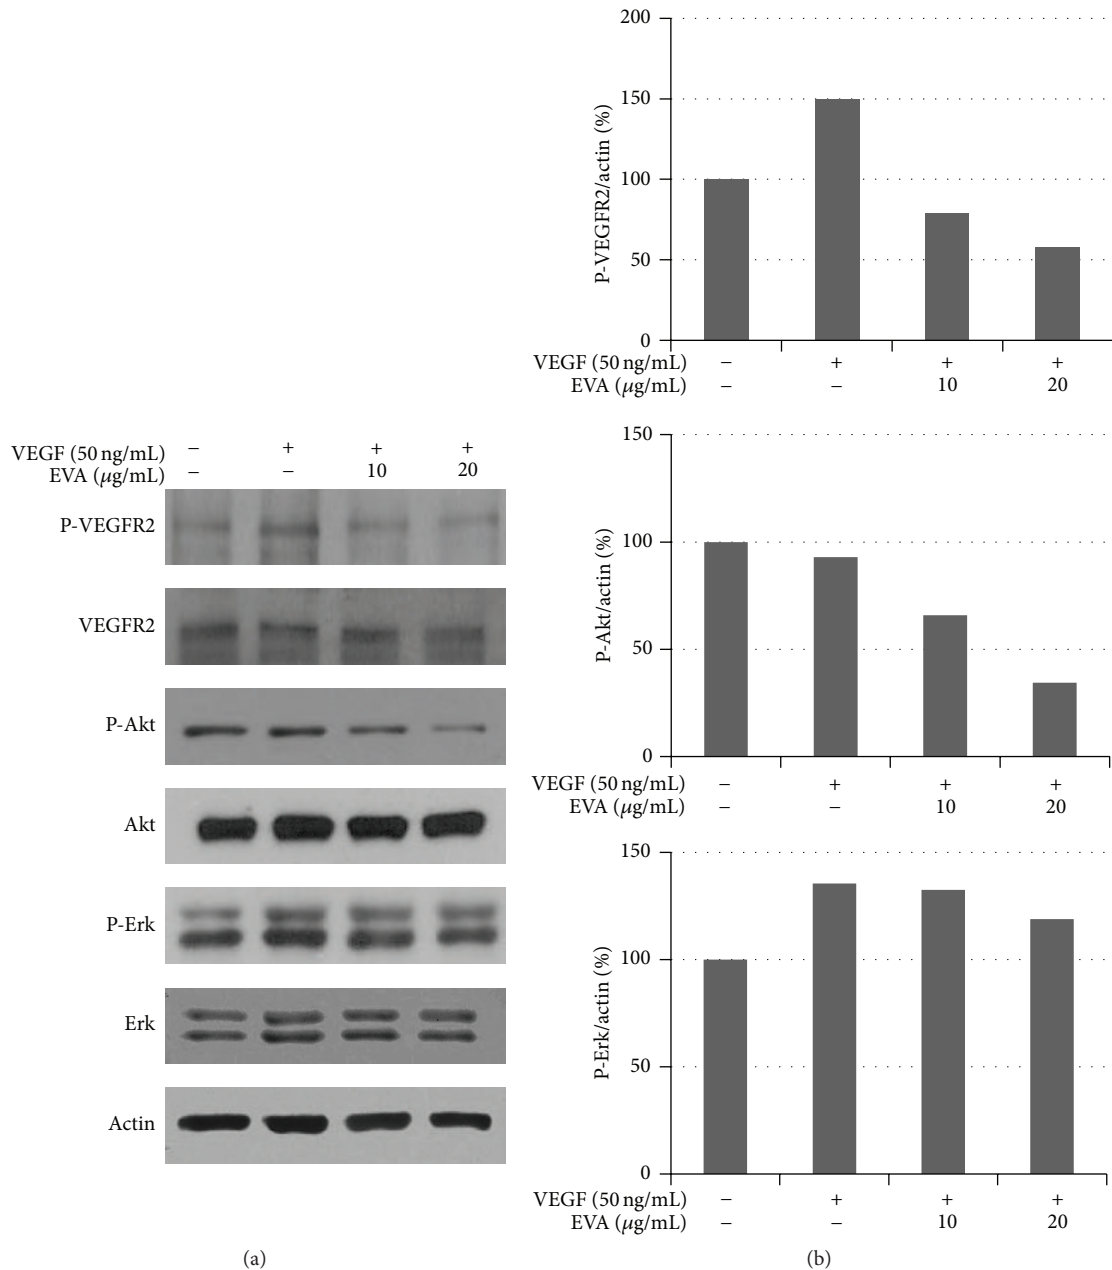 VEGF (50 ng/mL) − + + +
EVA (μg/mL) − − 10 20
P-VEGFR2
VEGFR2
P-Akt
Akt
P-Erk
Erk
Actin
(a)
200
150
100
50
0
P-VEGFR2/actin (%)
VEGF (50 ng/mL) − + + +
EVA (μg/mL) − − 10 20
150
100
50
0
P-Akt/actin (%)
VEGF (50 ng/mL) − + + +
EVA (μg/mL) − − 10 20
150
100
50
0
P-Erk/actin (%)
VEGF (50 ng/mL) − + + +
EVA (μg/mL) − − 10 20
(b)